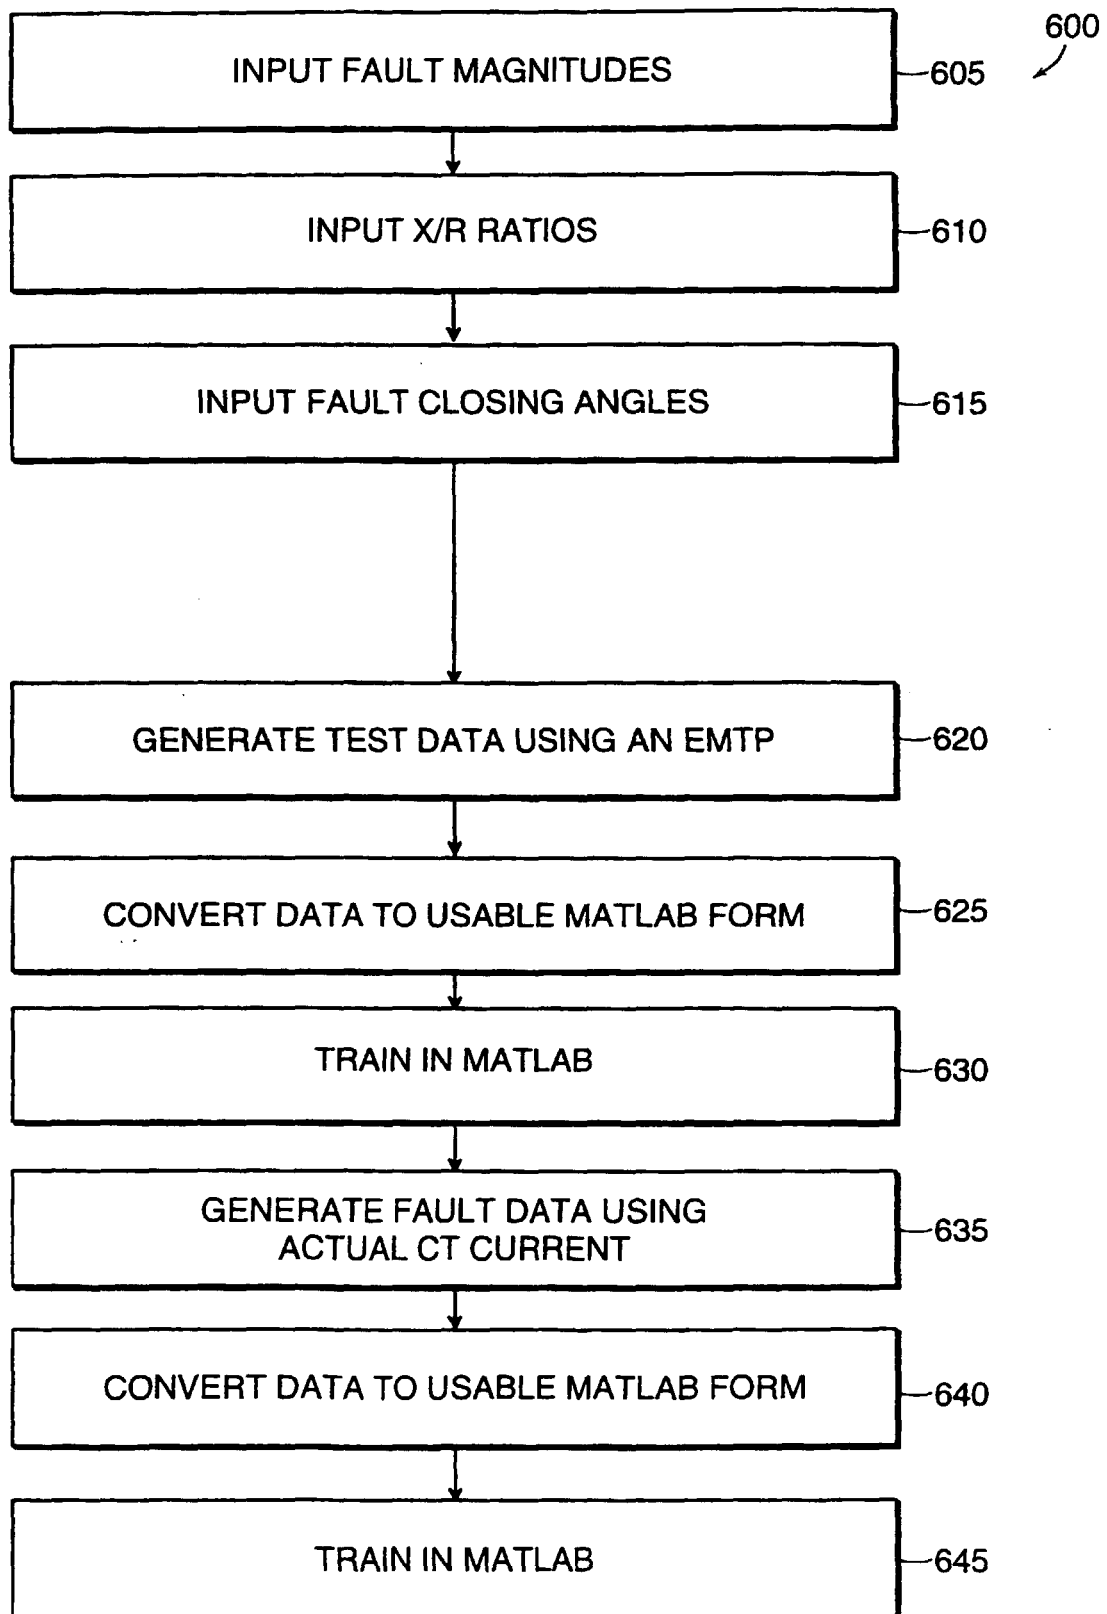 600
INPUT FAULT MAGNITUDES
605
INPUT X/R RATIOS
610
INPUT FAULT CLOSING ANGLES
615
GENERATE TEST DATA USING AN EMTP
620
CONVERT DATA TO USABLE MATLAB FORM
625
TRAIN IN MATLAB
630
GENERATE FAULT DATA USING
ACTUAL CT CURRENT
635
CONVERT DATA TO USABLE MATLAB FORM
640
TRAIN IN MATLAB
645